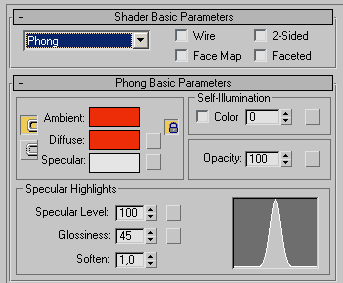 - Shader Basic Parameters
Phong Wire 2-Sided
Face Map Faceted
- Phong Basic Parameters
Self-Illumination
Ambient: Color 0
Diffuse:
Specular: Opacity: 100
Specular Highlights
Specular Level: 100
Glossiness: 45
Soften: 1,0